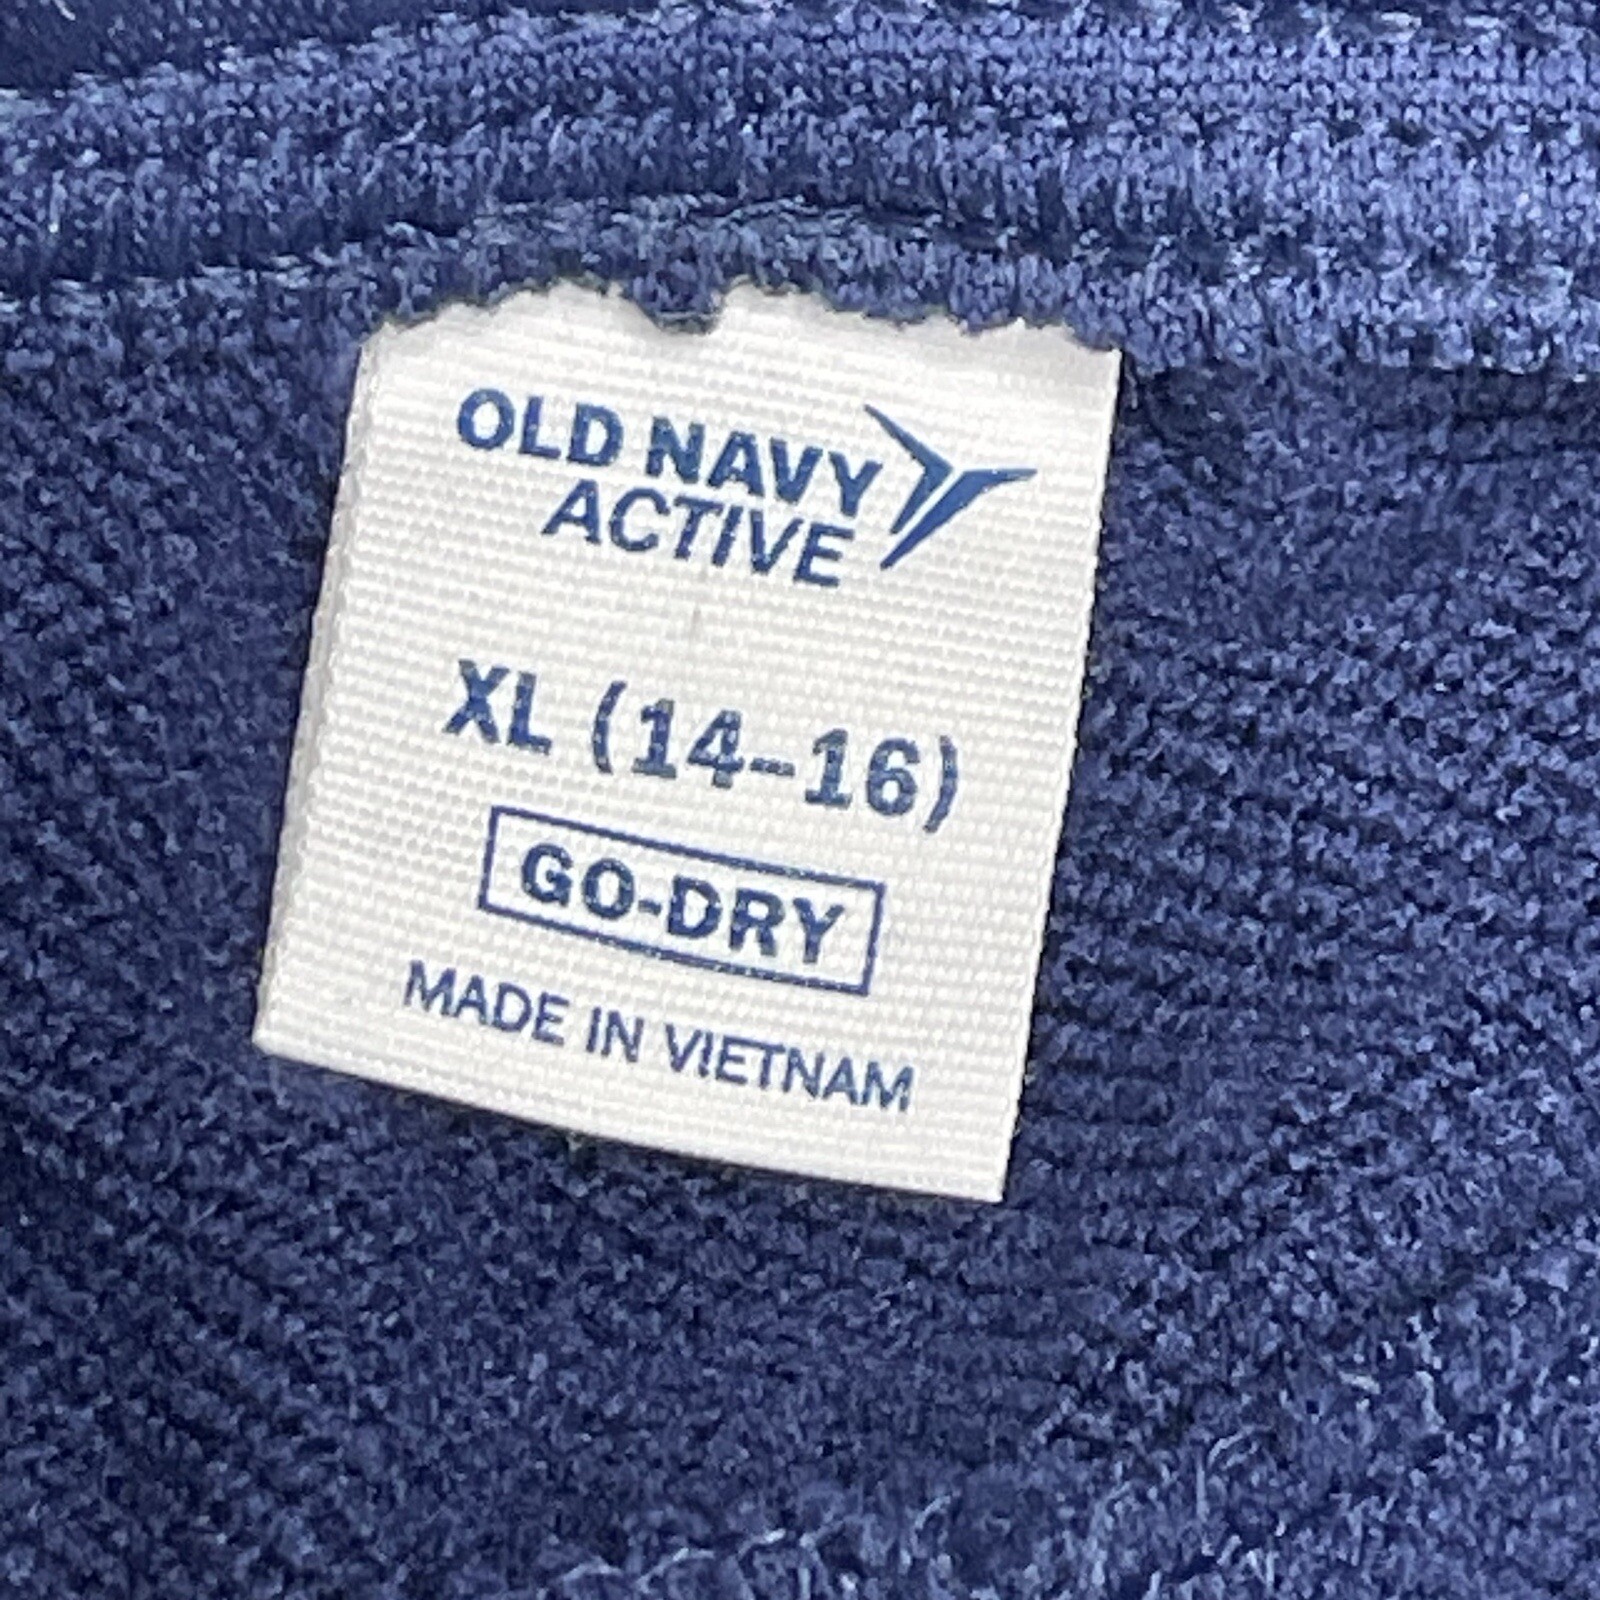 OLD NAVY
ACTIVE
XL (14-16)
GO-DRY
MADE IN VIETNAM